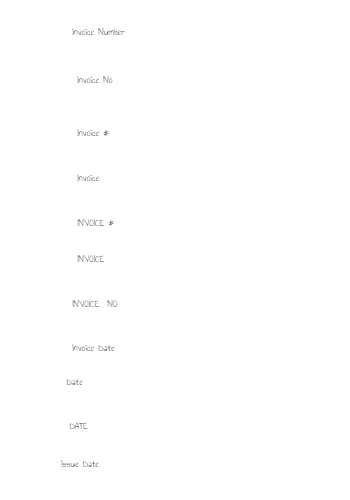 Invoice Number
Invoice No
Invoice #
Invoice
INVOICE #
INVOICE
INVOICE NO
Invoice Date
Date
DATE
Issue Date